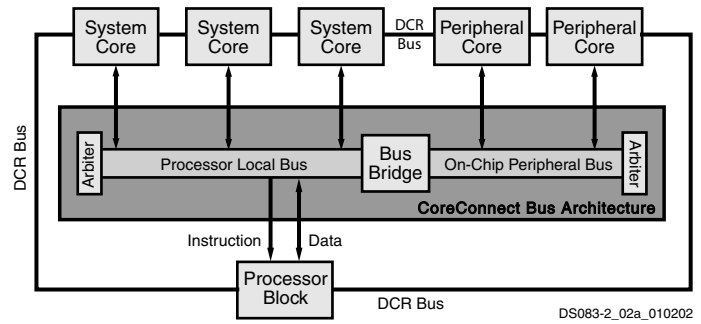 System
Core
System
Core
System
Core
DCR
Bus
Peripheral
Core
Peripheral
Core
DCR Bus
Arbiter
Processor Local Bus
Bus
Bridge
On-Chip Peripheral Bus
Arbiter
CoreConnect Bus Architecture
Instruction
Data
Processor
Block
DCR Bus
DS083-2_02a_010202